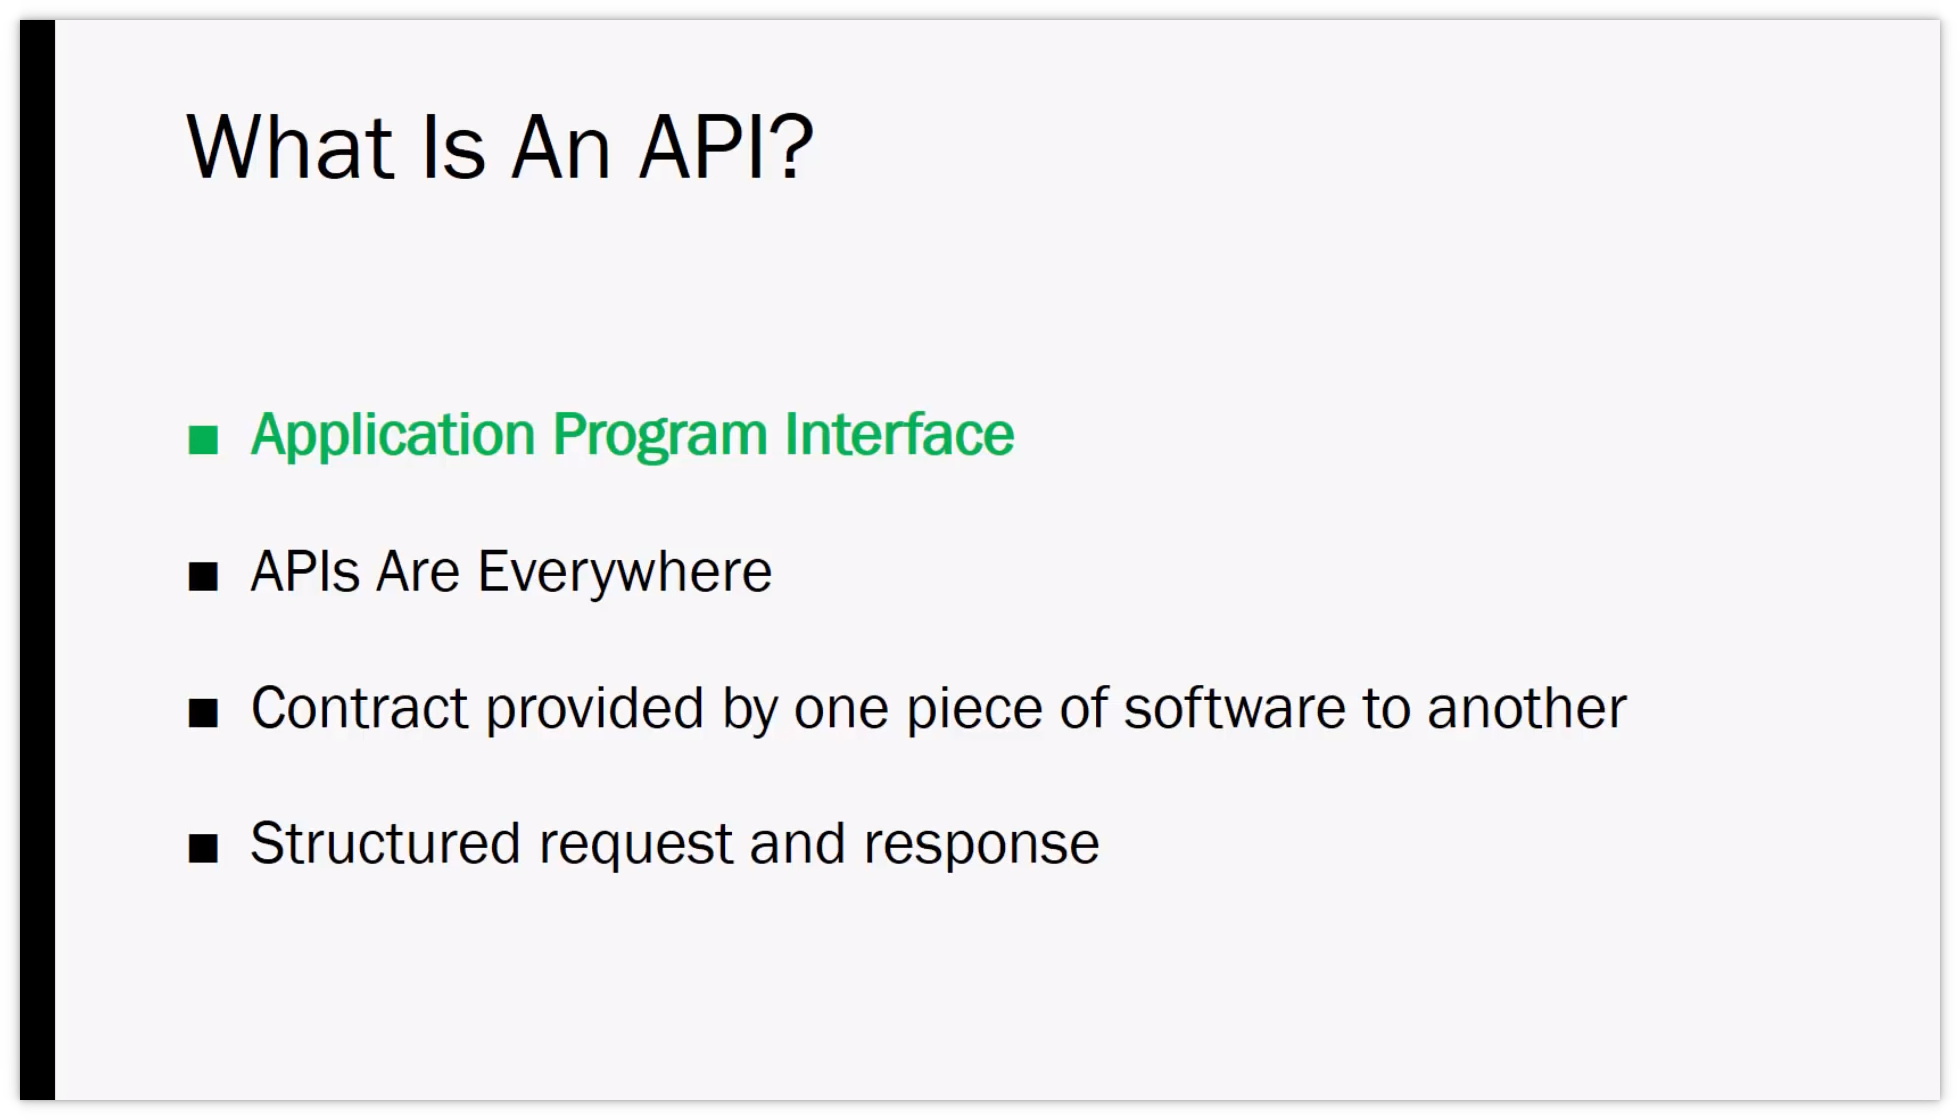 What Is An API?
■ Application Program Interface
■ APIs Are Everywhere
■ Contract provided by one piece of software to another
■ Structured request and response